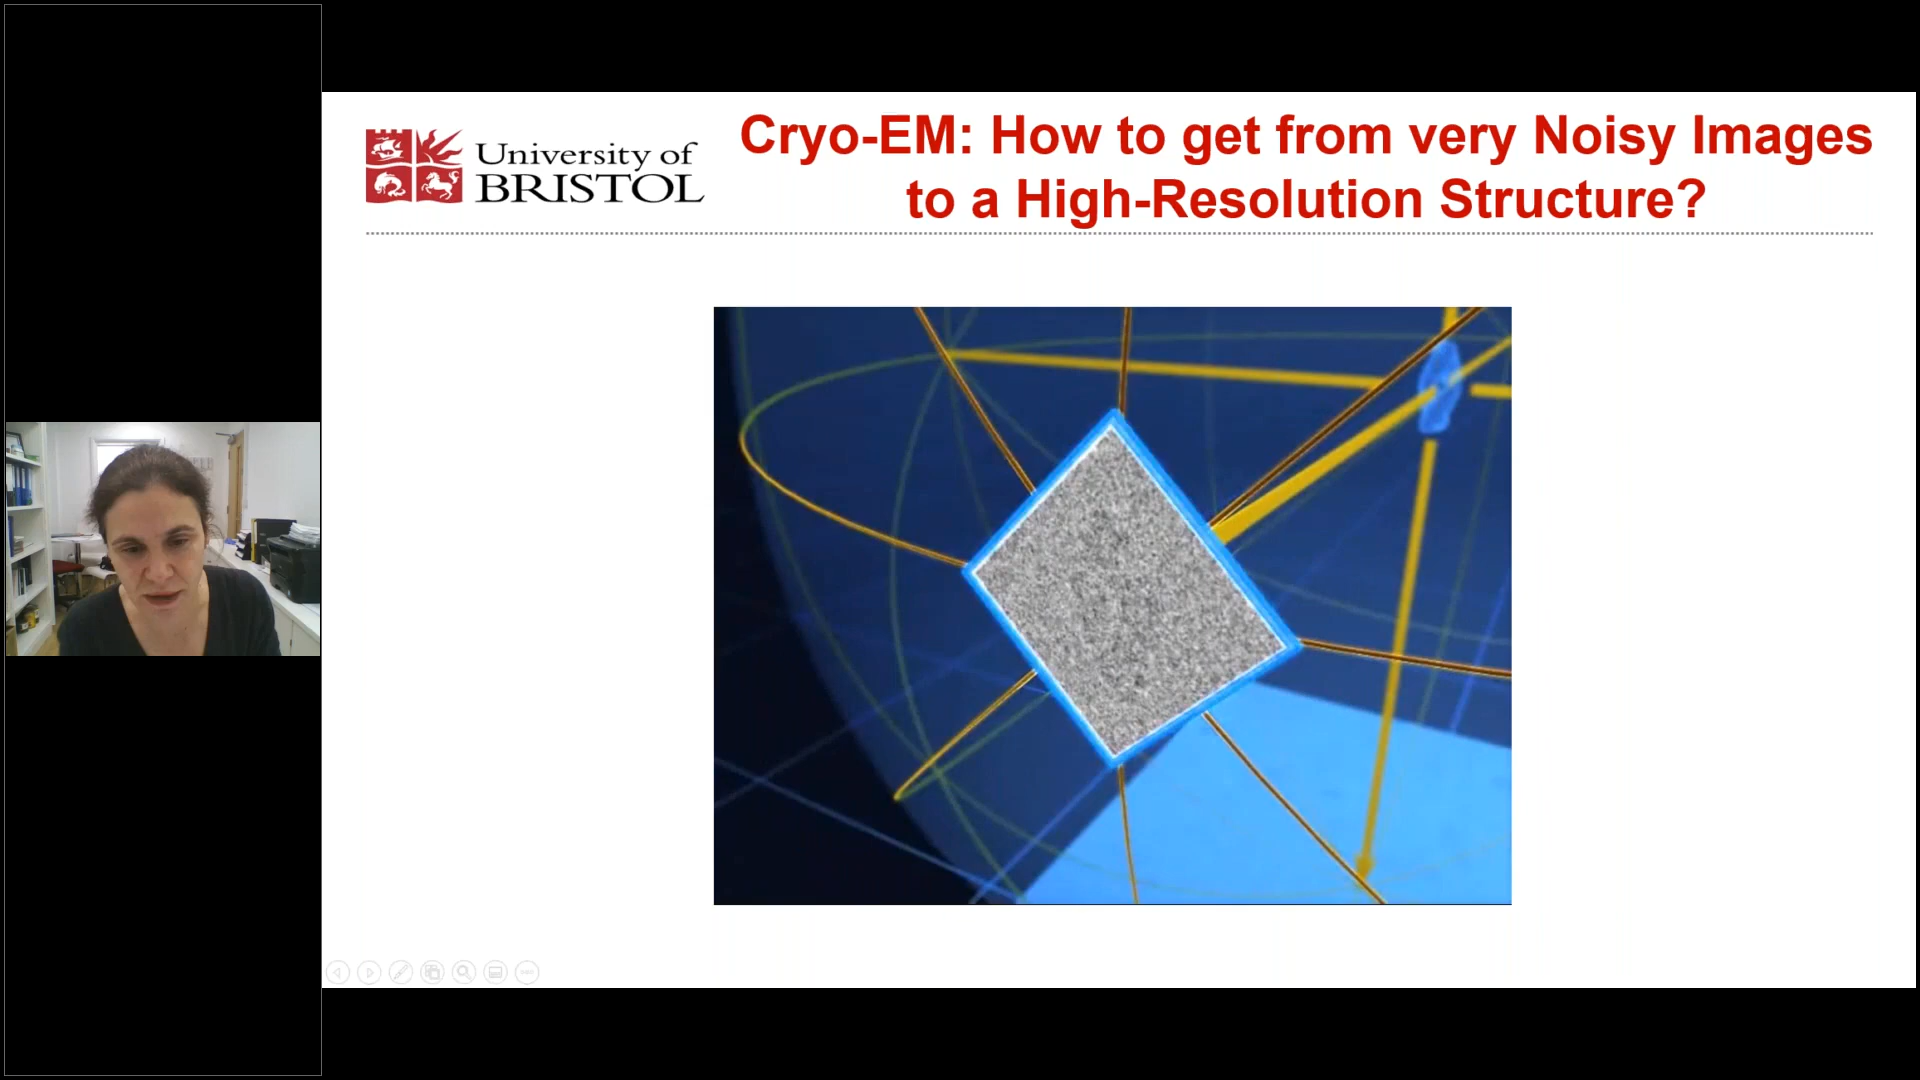 University of
BRISTOL
Cryo-EM: How to get from very Noisy Images
to a High-Resolution Structure?